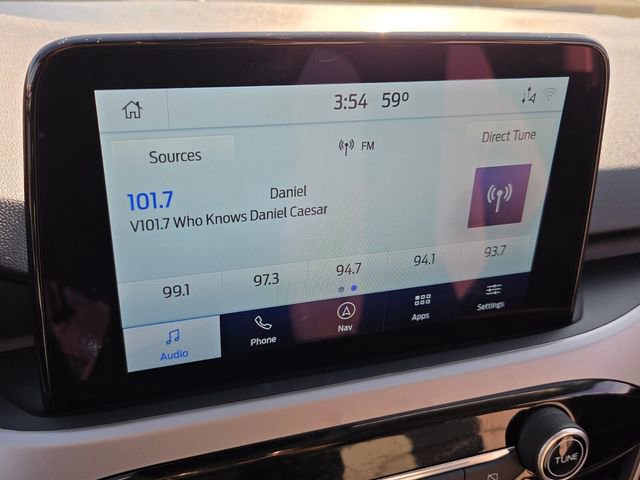 3:54 59°
Sources
FM
Direct Tune
101.7
Daniel
V101.7 Who Knows Daniel Caesar
99.1
97.3
94.7
94.1
93.7
Audio
Phone
Nav
Apps
Settings
TUNE